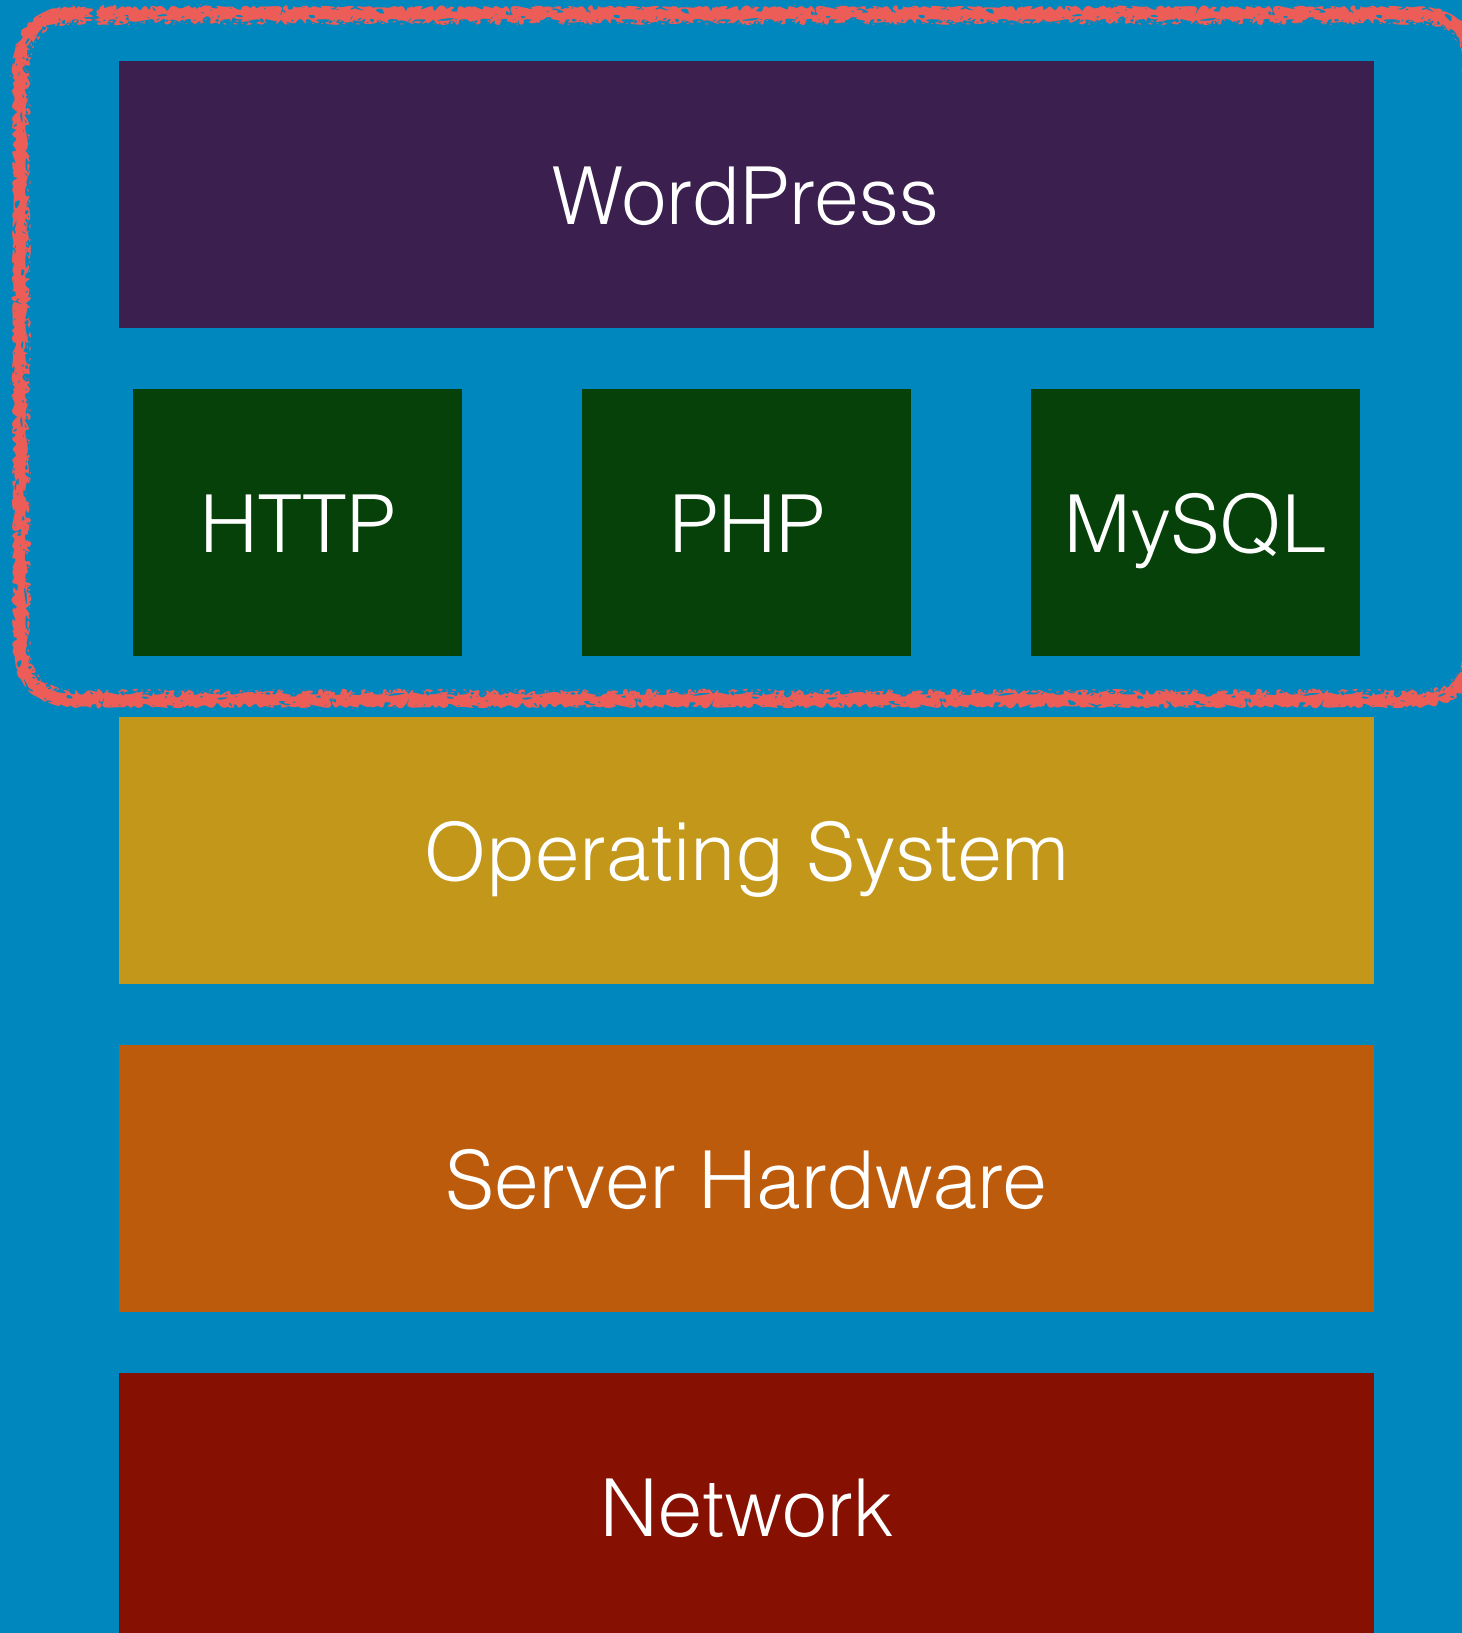 WordPress
HTTP PHP MySQL
Operating System
Server Hardware
Network